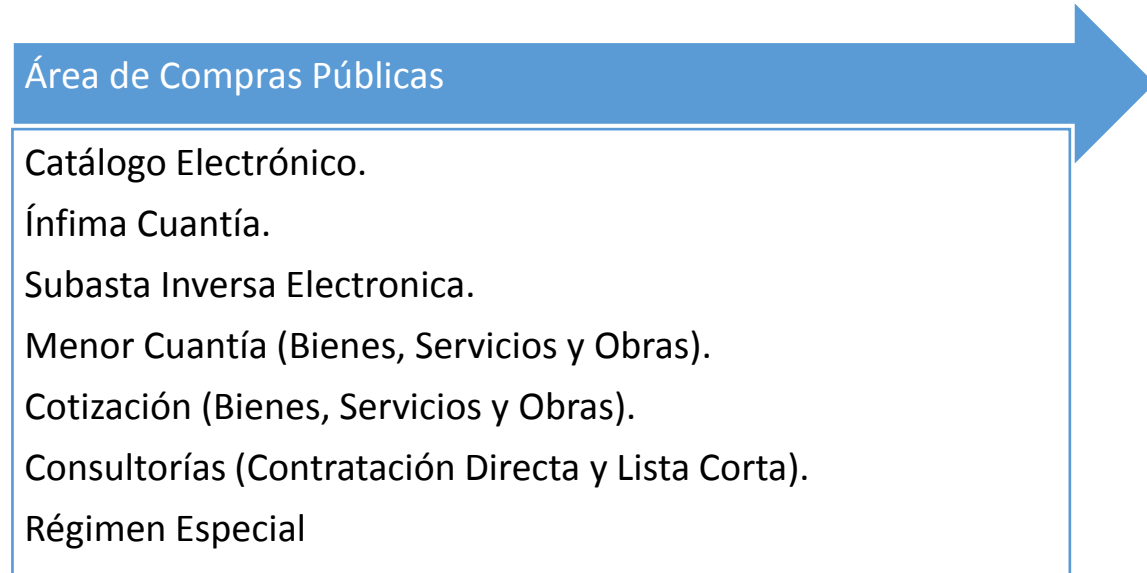 Área de Compras Públicas
Catálogo Electrónico.
Ínfima Cuantía.
Subasta Inversa Electronica.
Menor Cuantía (Bienes, Servicios y Obras).
Cotización (Bienes, Servicios y Obras).
Consultorías (Contratación Directa y Lista Corta).
Régimen Especial